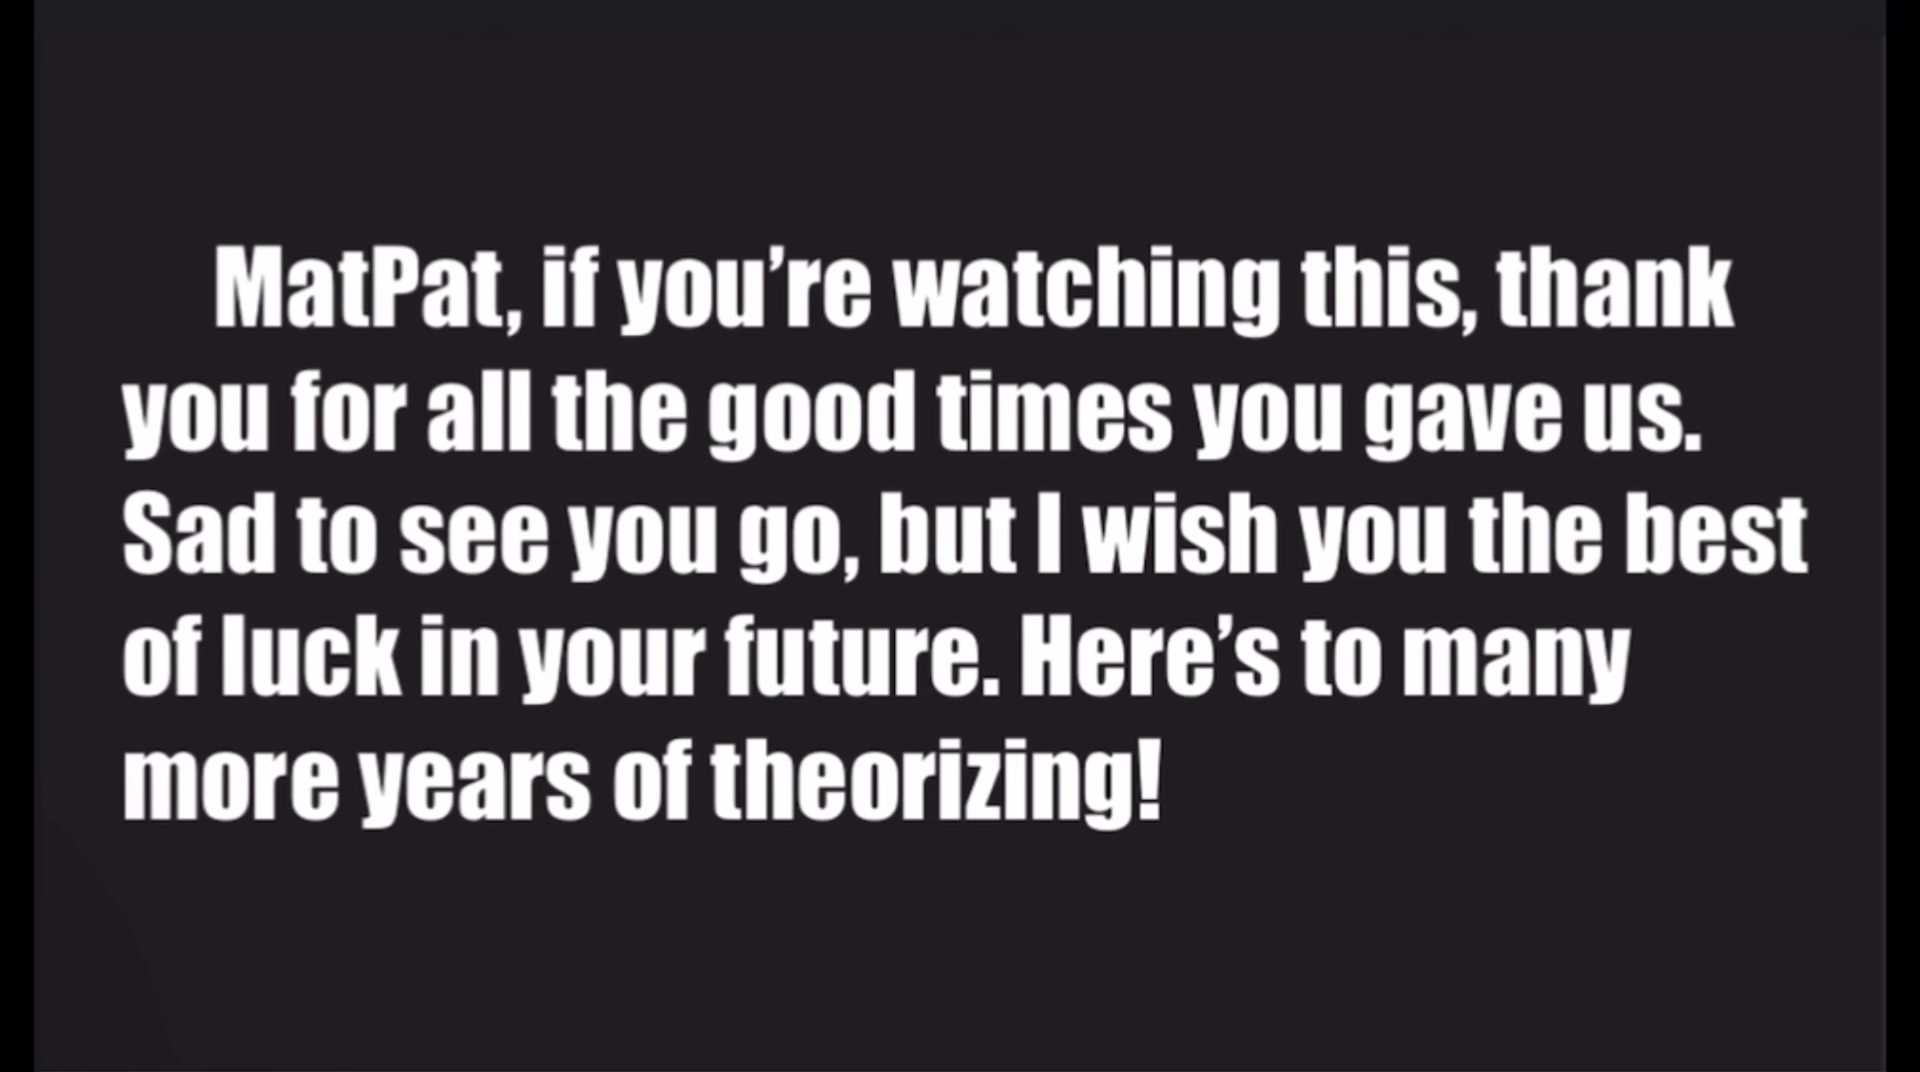 MatPat, if you’re watching this, thank
you for all the good times you gave us.
Sad to see you go, but I wish you the best
of luck in your future. Here’s to many
more years of theorizing!